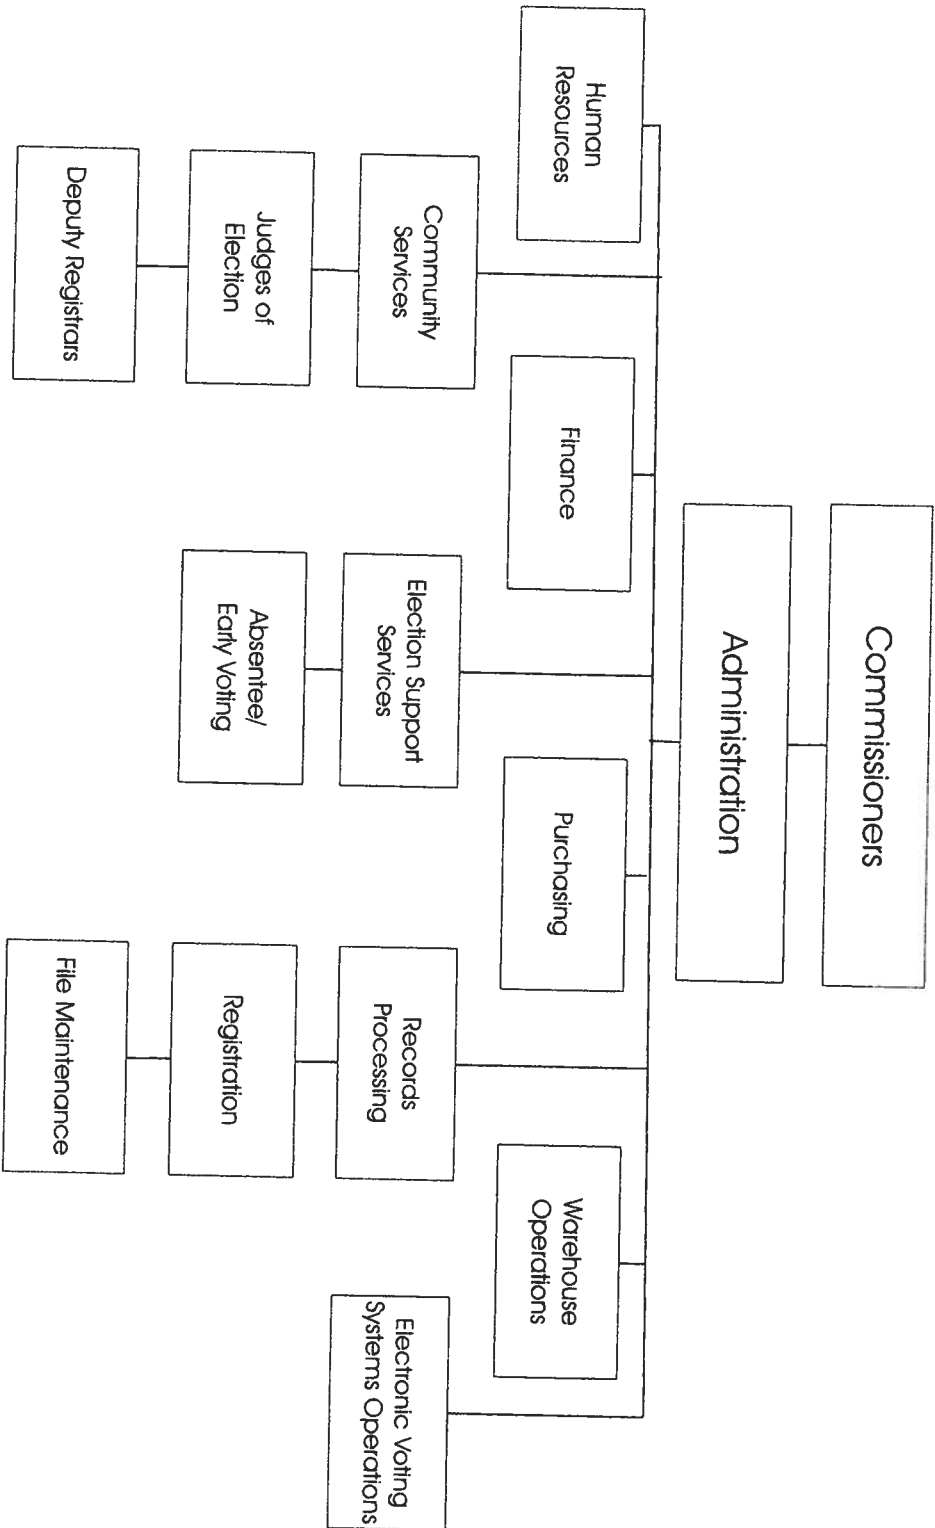 Commissioners
Administration
Human
Resources
Finance
Purchasing
Warehouse
Operations
Community
Services
Election Support
Services
Records
Processing
Electronic Voting
Systems Operations
Judges of
Election
Absentee/
Early Voting
Registration
Deputy Registrars
File Maintenance